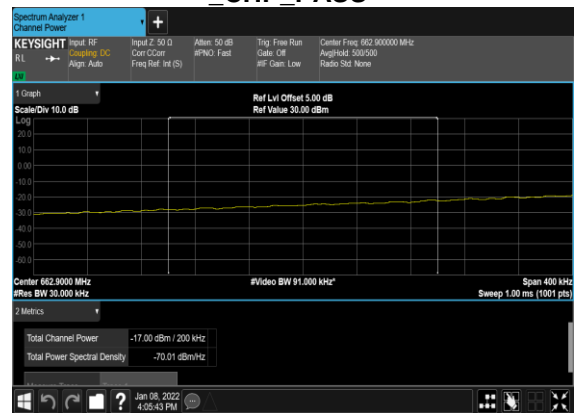 Spectrum Analyzer 1
Channel Power
+
KEYSIGHT Input: RF Input Z: 50 Ω Atten: 50 dB Trig: Free Run Center Freq: 662.900000 MHz
RL Coupling: DC Corr CCorr #PNO: Fast Gate: Off Avg|Hold: 500/500
Align: Auto Freq Ref: Int (S) #IF Gain: Low Radio Std: None
1 Graph
Ref Lvl Offset 5.00 dB
Scale/Div 10.0 dB Ref Value 30.00 dBm
Log
20.0
10.0
0.00
-10.0
-20.0
-30.0
-40.0
-50.0
-60.0
Center 662.9000 MHz #Video BW 91.000 kHz* Span 400 kHz
#Res BW 30.000 kHz Sweep 1.00 ms (1001 pts)
2 Metrics
Total Channel Power -17.00 dBm / 200 kHz
Total Power Spectral Density -70.01 dBm/Hz
?
Jan 08, 2022
4:05:43 PM